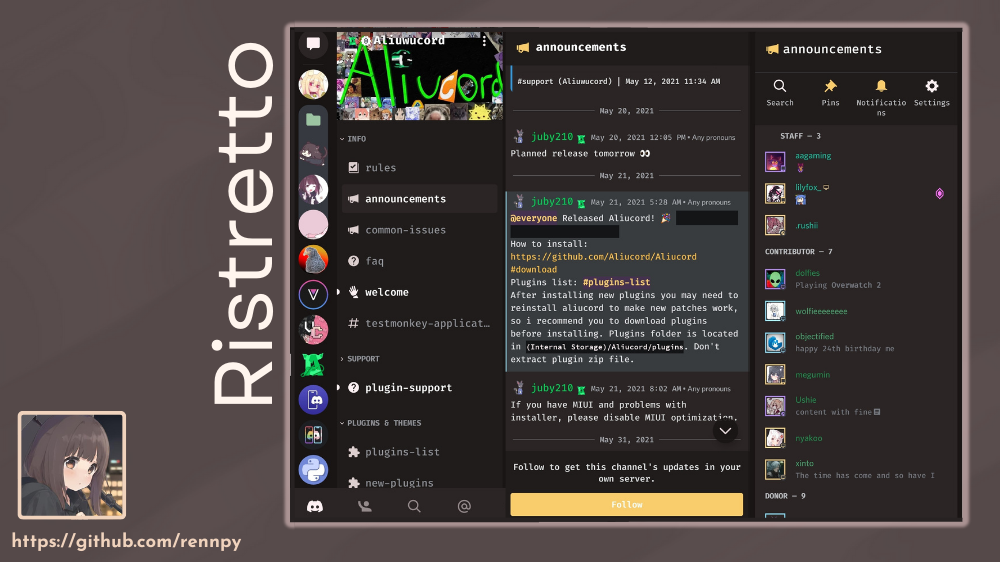 Ristretto
https://github.com/rennpy
Aliuwucord
Aliucord
INFO
rules
announcements
common-issues
faq
welcome
testmonkey-applicat...
SUPPORT
plugin-support
PLUGINS & THEMES
plugins-list
new-plugins
announcements
#support (Aliuwucord) | May 12, 2021 11:34 AM
May 20, 2021
juby210 May 20, 2021 12:05 PM • Any pronouns
Planned release tomorrow 👀
May 21, 2021
juby210 May 21, 2021 5:28 AM • Any pronouns
@everyone Released Aliucord! 🎉
How to install:
https://github.com/Aliucord/Aliucord
#download
Plugins list: #plugins-list
After installing new plugins you may need to
reinstall aliucord to make new patches work,
so i recommend you to download plugins
before installing. Plugins folder is located
in (Internal Storage)/Aliucord/plugins. Don't
extract plugin zip file.
juby210 May 21, 2021 8:02 AM • Any pronouns
If you have MIUI and problems with
installer, please disable MIUI optimization.
May 31, 2021
Follow to get this channel's updates in your
own server.
Follow
announcements
Search Pins Notificatio
ns Settings
STAFF — 3
aagaming
lilyfox_
.rushii
CONTRIBUTOR — 7
dolfies
Playing Overwatch 2
wolfieeeeeeee
objectified
happy 24th birthday me
megumin
Ushie
content with fine
nyakoo
xinto
The time has come and so have I
DONOR — 9